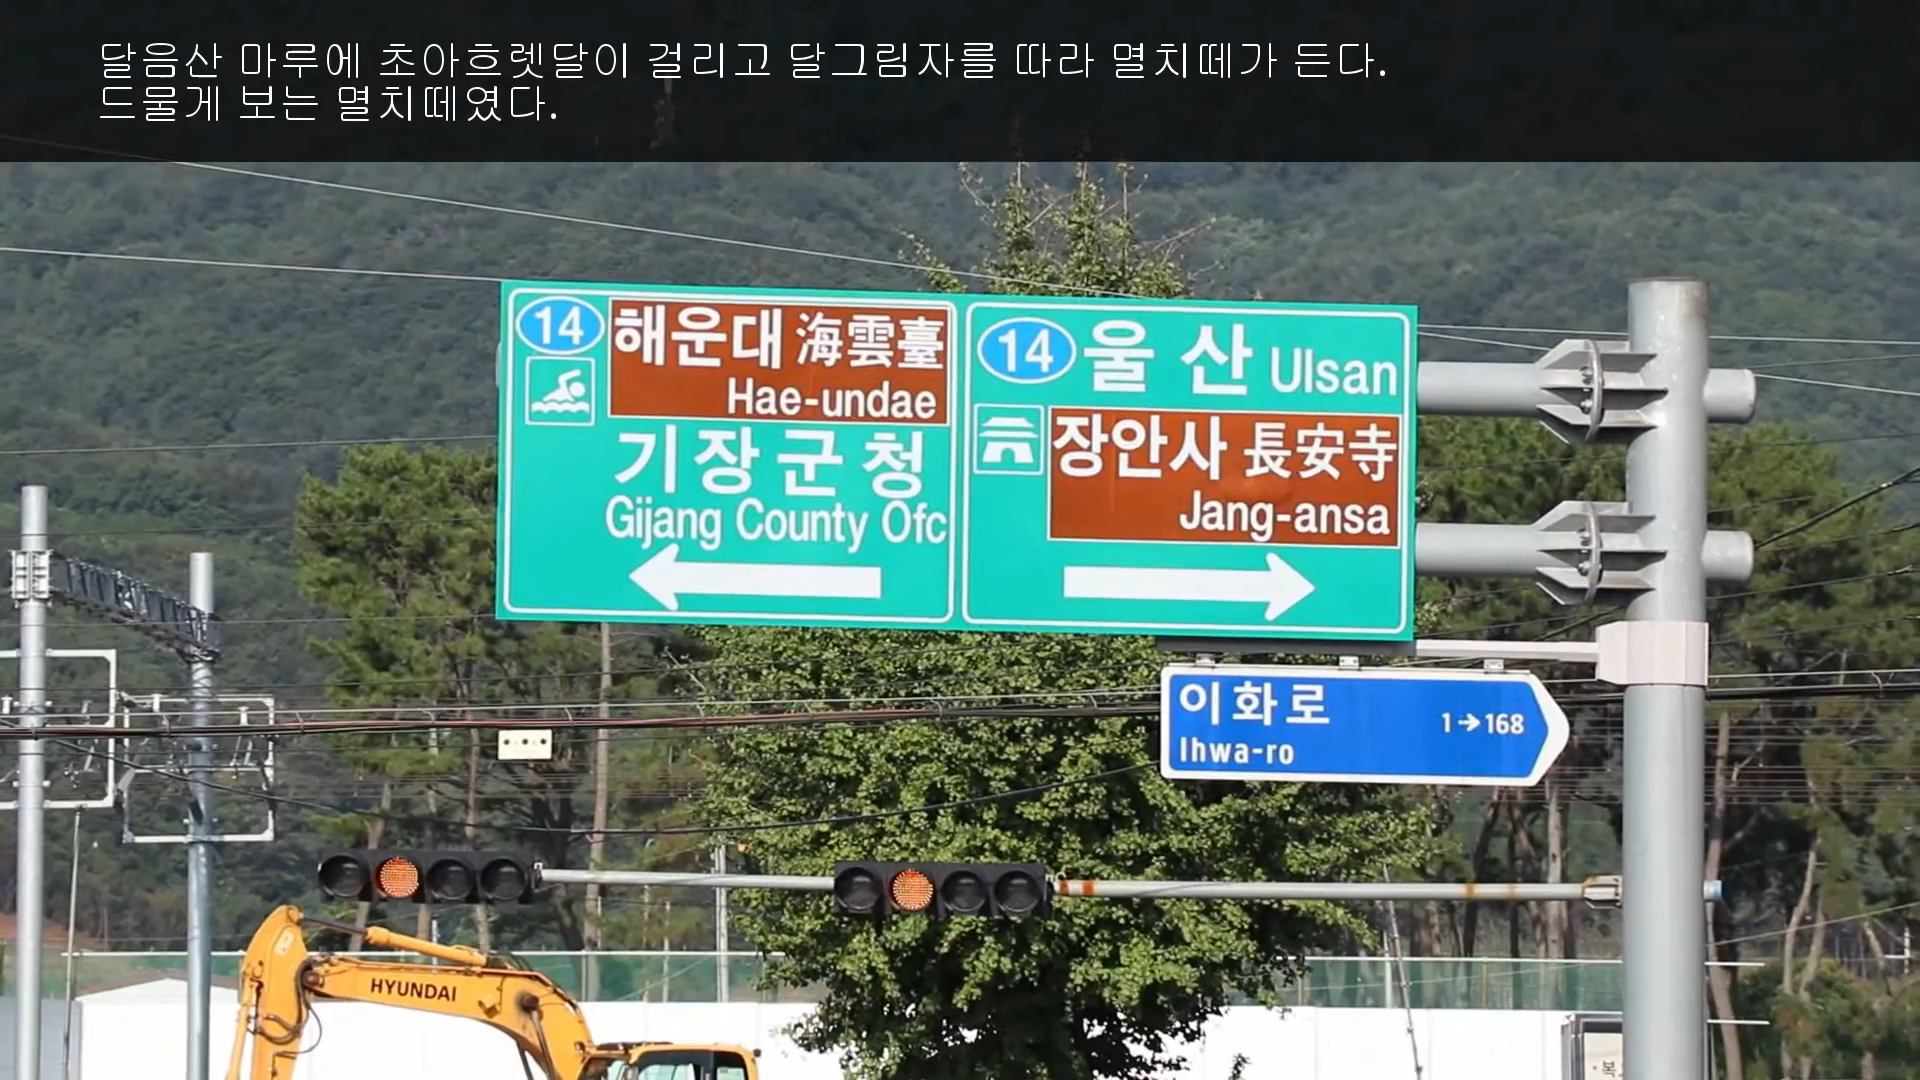 달음산 마루에 초아흐렛달이 걸리고 달그림자를 따라 멸치떼가 든다.
드물게 보는 멸치떼였다.
14 해운대 海雲臺
Hae-undae
기장군청
Gijang County Ofc
14 울산 Ulsan
장안사 長安寺
Jang-ansa
이화로 1→168
Ihwa-ro
HYUNDAI